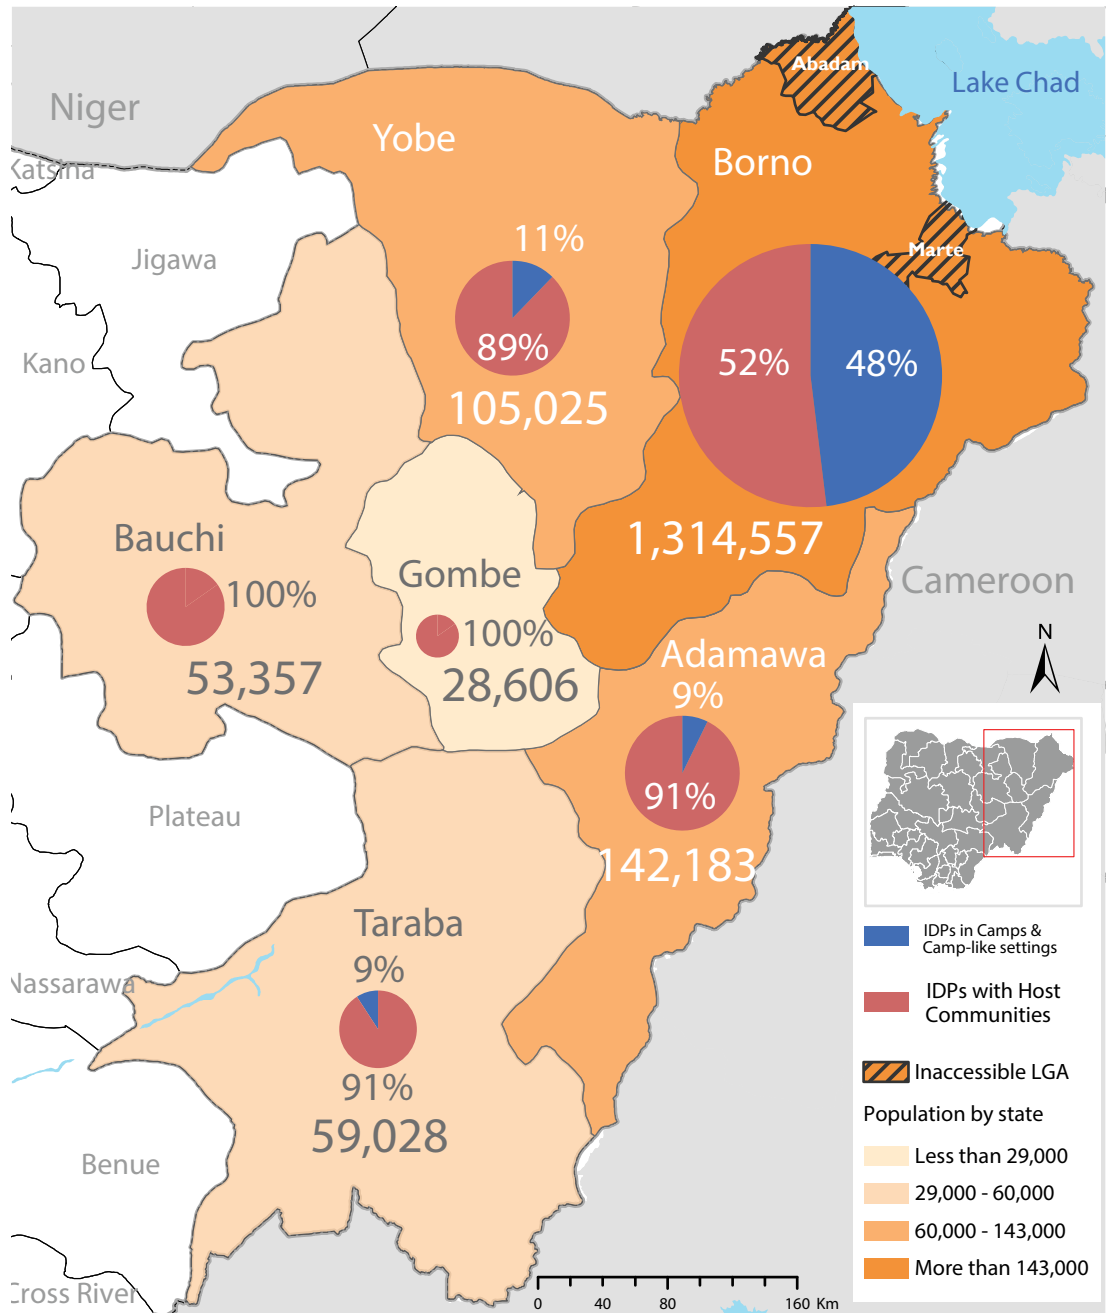 Niger
Katsina
Jigawa
Kano
Yobe
11%
89%
105,025
Abadam
Lake Chad
Borno
Marte
52%
48%
1,314,557
Bauchi
100%
53,357
Gombe
100%
28,606
Cameroon
N
Adamawa
9%
91%
142,183
Plateau
Taraba
9%
91%
59,028
Nassarawa
Benue
Cross River
IDPs in Camps &
Camp-like settings
IDPs with Host
Communities
Inaccessible LGA
Population by state
Less than 29,000
29,000 - 60,000
60,000 - 143,000
More than 143,000
0 40 80 160 Km